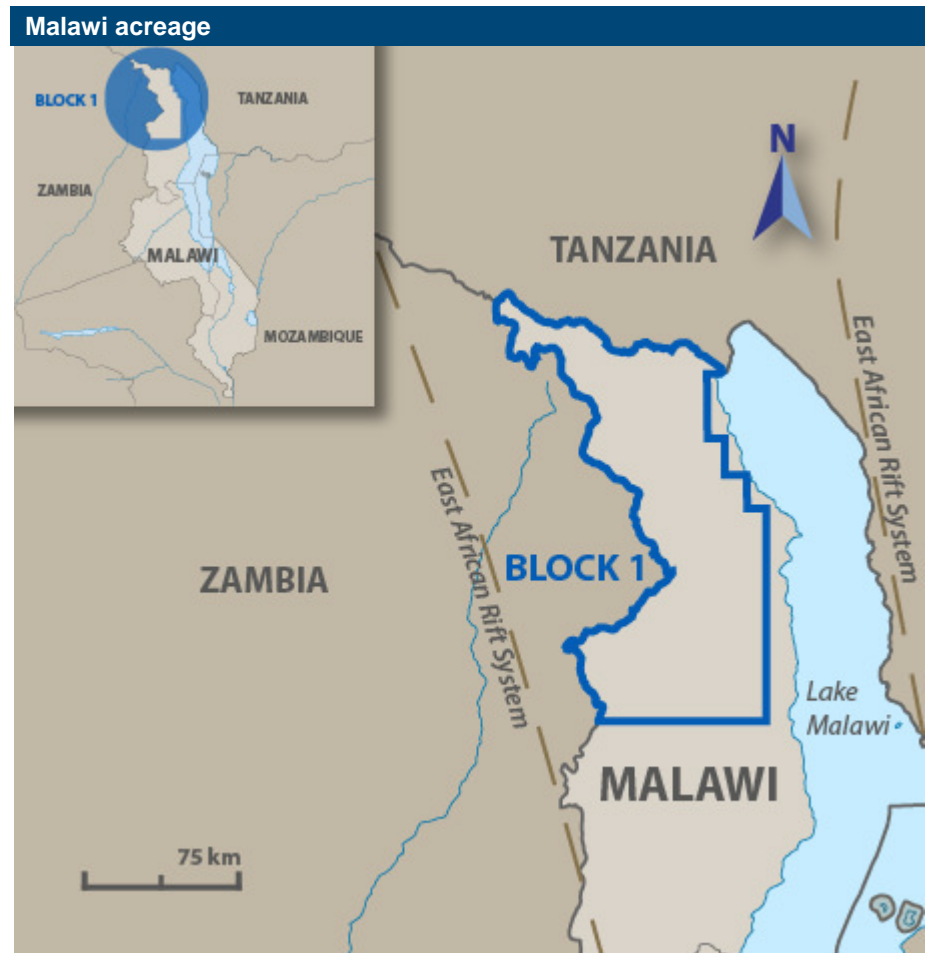 Malawi acreage
BLOCK 1
TANZANIA
ZAMBIA
MALAWI
MOZAMBIQUE
N
TANZANIA
East African Rift System
East African Rift System
BLOCK 1
ZAMBIA
Lake
Malawi
MALAWI
75 km